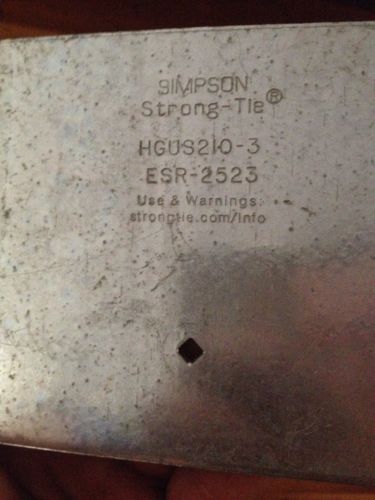 SIMPSON
Strong-Tie®
HGUS210-3
ESR-2523
Use & Warnings:
strongtie.com/info